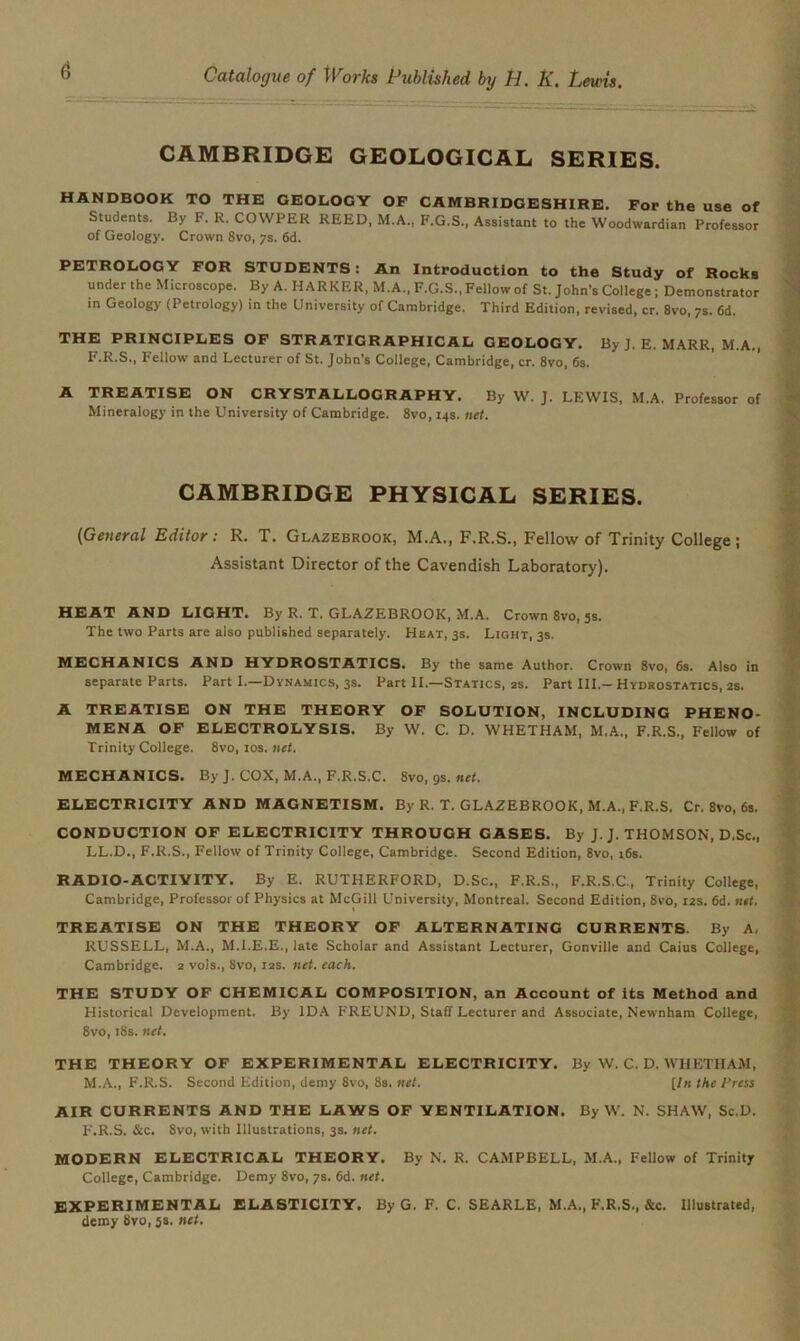 6
Catalogue of Works Published by H. K. Lewis.
CAMBRIDGE GEOLOGICAL SERIES.
HANDBOOK TO THE GEOLOGY OF CAMBRIDGESHIRE. For the use of
Students. By F. R. COWPER REED, M.A., F.G.S., Assistant to the Woodwardian Professor
of Geology. Crown 8vo, 7s. 6d.
PETROLOGY FOR STUDENTS: An Introduction to the Study of Rocks
under the Microscope. By A. HARKER, M.A., F.G.S., Fellow of St. John's College; Demonstrator
in Geology (Petrology) in the University of Cambridge. Third Edition, revised, cr. 8vo, 7s. 6d.
THE PRINCIPLES OF STRATIGRAPHICAL GEOLOGY. By J. E. MARR, M.A.,
F.R.S., Fellow and Lecturer of St. John's College, Cambridge, cr. 8vo, 6s.
A TREATISE ON CRYSTALLOGRAPHY. By W. J. LEWIS, M.A. Professor of
Mineralogy in the University of Cambridge. 8vo, 14s. net.
CAMBRIDGE PHYSICAL SERIES.
(General Editor: R. T. GLAZEBROOK, M.A., F.R.S., Fellow of Trinity College;
Assistant Director of the Cavendish Laboratory).
HEAT AND LIGHT. By R. T. GLAZEBROOK, M.A. Crown 8vo, 5s.
The two Parts are also published separately. HEAT, 3s. LIGHT, 3s.
MECHANICS AND HYDROSTATICS. By the same Author. Crown 8vo, 6s. Also in
separate Parts. Part I.—DYNAMICS, 3s. Part II.—STATICS, 2s. Part III.—HYDROSTATICS, 2s.
A TREATISE ON THE THEORY OF SOLUTION, INCLUDING PHENO-
MENA OF ELECTROLYSIS. By W. C. D. WHETHAM, M.A., F.R.S., Fellow of
Trinity College. 8vo, 10s. net.
MECHANICS. By J. COX, M.A., F.R.S.C. 8vo, 9s. net.
ELECTRICITY AND MAGNETISM. By R. T. GLAZEBROOK, M.A., F.R.S. Cr. 8vo, 6s.
CONDUCTION OF ELECTRICITY THROUGH GASES. By J. J. THOMSON, D.Sc.,
LL.D., F.R.S., Fellow of Trinity College, Cambridge. Second Edition, 8vo, 16s.
RADIO-ACTIVITY. By E. RUTHERFORD, D.Sc., F.R.S., F.R.S.C., Trinity College,
Cambridge, Professor of Physics at McGill University, Montreal. Second Edition, 8vo, 12s. 6d. net.
TREATISE ON THE THEORY OF ALTERNATING CURRENTS. By A.
RUSSELL, M.A., M.I.E.E., late Scholar and Assistant Lecturer, Gonville and Caius College,
Cambridge. 2 vols., 8vo, 12s. net. each.
THE STUDY OF CHEMICAL COMPOSITION, an Account of its Method and
Historical Development. By IDA FREUND, Staff Lecturer and Associate, Newnham College,
8vo, 18s. net.
THE THEORY OF EXPERIMENTAL ELECTRICITY. By W. C. D. WHETHAM,
M.A., F.R.S. Second Edition, demy 8vo, 8s. net. [In the Press
AIR CURRENTS AND THE LAWS OF VENTILATION. By W. N. SHAW, Sc.D.
F.R.S. &c. 8vo, with Illustrations, 3s. net.
MODERN ELECTRICAL THEORY. By N. R. CAMPBELL, M.A., Fellow of Trinity
College, Cambridge. Demy 8vo, 7s. 6d. net.
EXPERIMENTAL ELASTICITY. By G. F. C. SEARLE, M.A., F.R.S., &c. Illustrated,
demy 8vo, 5s. net.